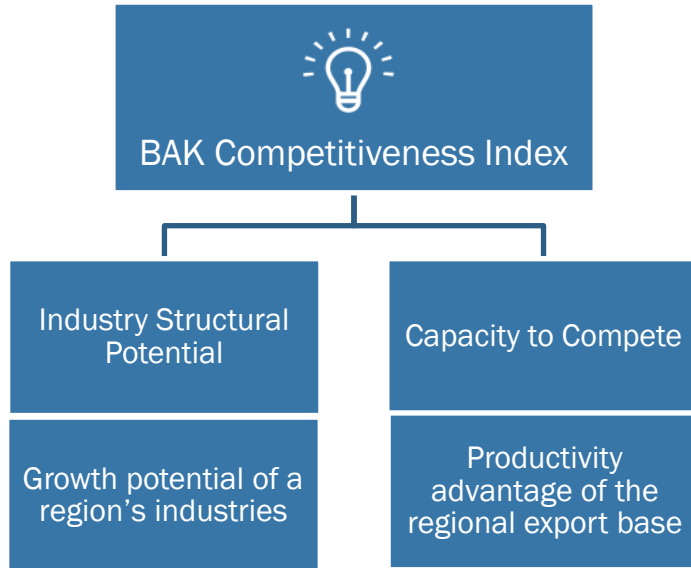 BAK Competitiveness Index
Industry Structural
Potential
Growth potential of a
region’s industries
Capacity to Compete
Productivity
advantage of the
regional export base